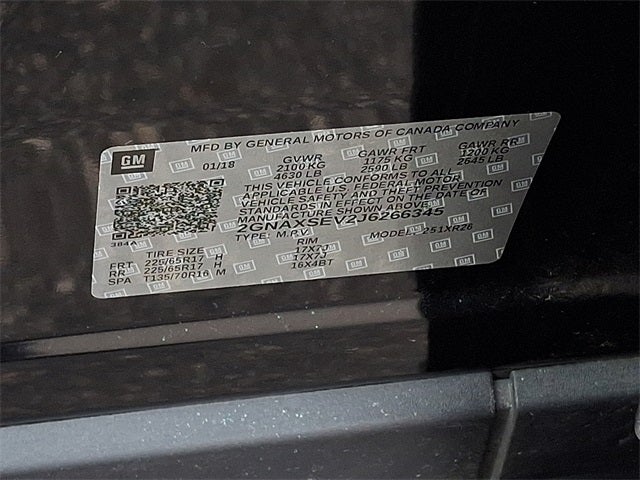 GM
MFD BY GENERAL MOTORS OF CANADA COMPANY
01/18 GVWR GAWR FRT GAWR RR
2100 KG 1175 KG 1200 KG
4630 LB 2590 LB 2645 LB
THIS VEHICLE CONFORMS TO ALL
APPLICABLE U.S. FEDERAL MOTOR
VEHICLE SAFETY AND THEFT PREVENTION
STANDARDS IN EFFECT ON THE DATE OF
MANUFACTURE SHOWN ABOVE
2GNAXSEV2J6266345
TYPE: M.P.V. MODEL: 251XR26
384A
TIRE SIZE RIM
FRT 225/65R17 H 17X7J
RR 225/65R17 H 17X7J
SPA T135/70R16 M 16X4BT